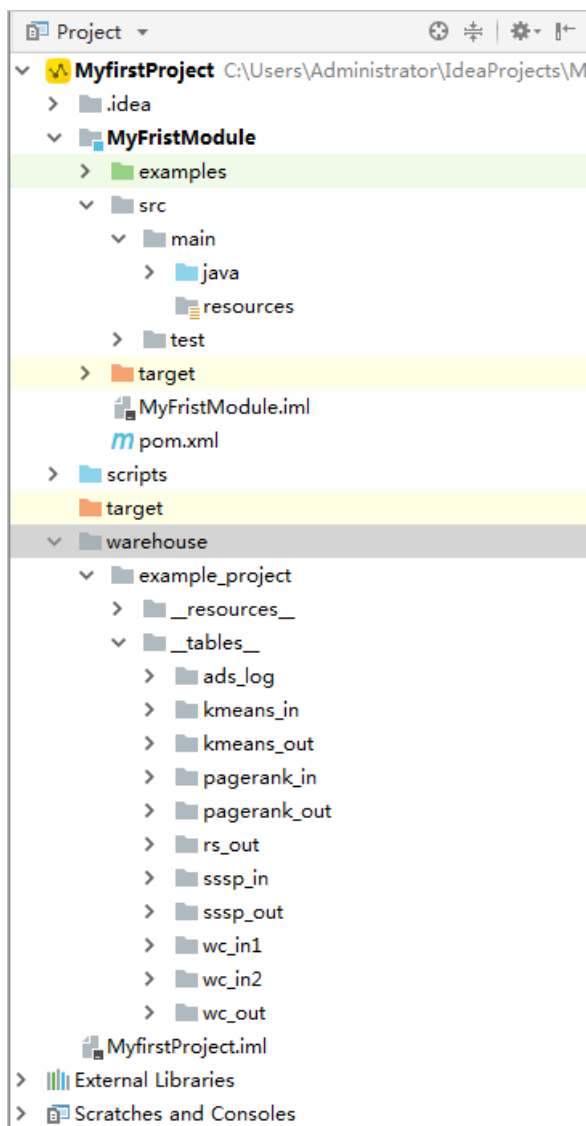 Project
MyfirstProject C:\Users\Administrator\IdeaProjects\M
.idea
MyFristModule
examples
src
main
java
resources
test
target
MyFristModule.iml
pom.xml
scripts
target
warehouse
example_project
__resources__
__tables__
ads_log
kmeans_in
kmeans_out
pagerank_in
pagerank_out
rs_out
sssp_in
sssp_out
wc_in1
wc_in2
wc_out
MyfirstProject.iml
External Libraries
Scratches and Consoles